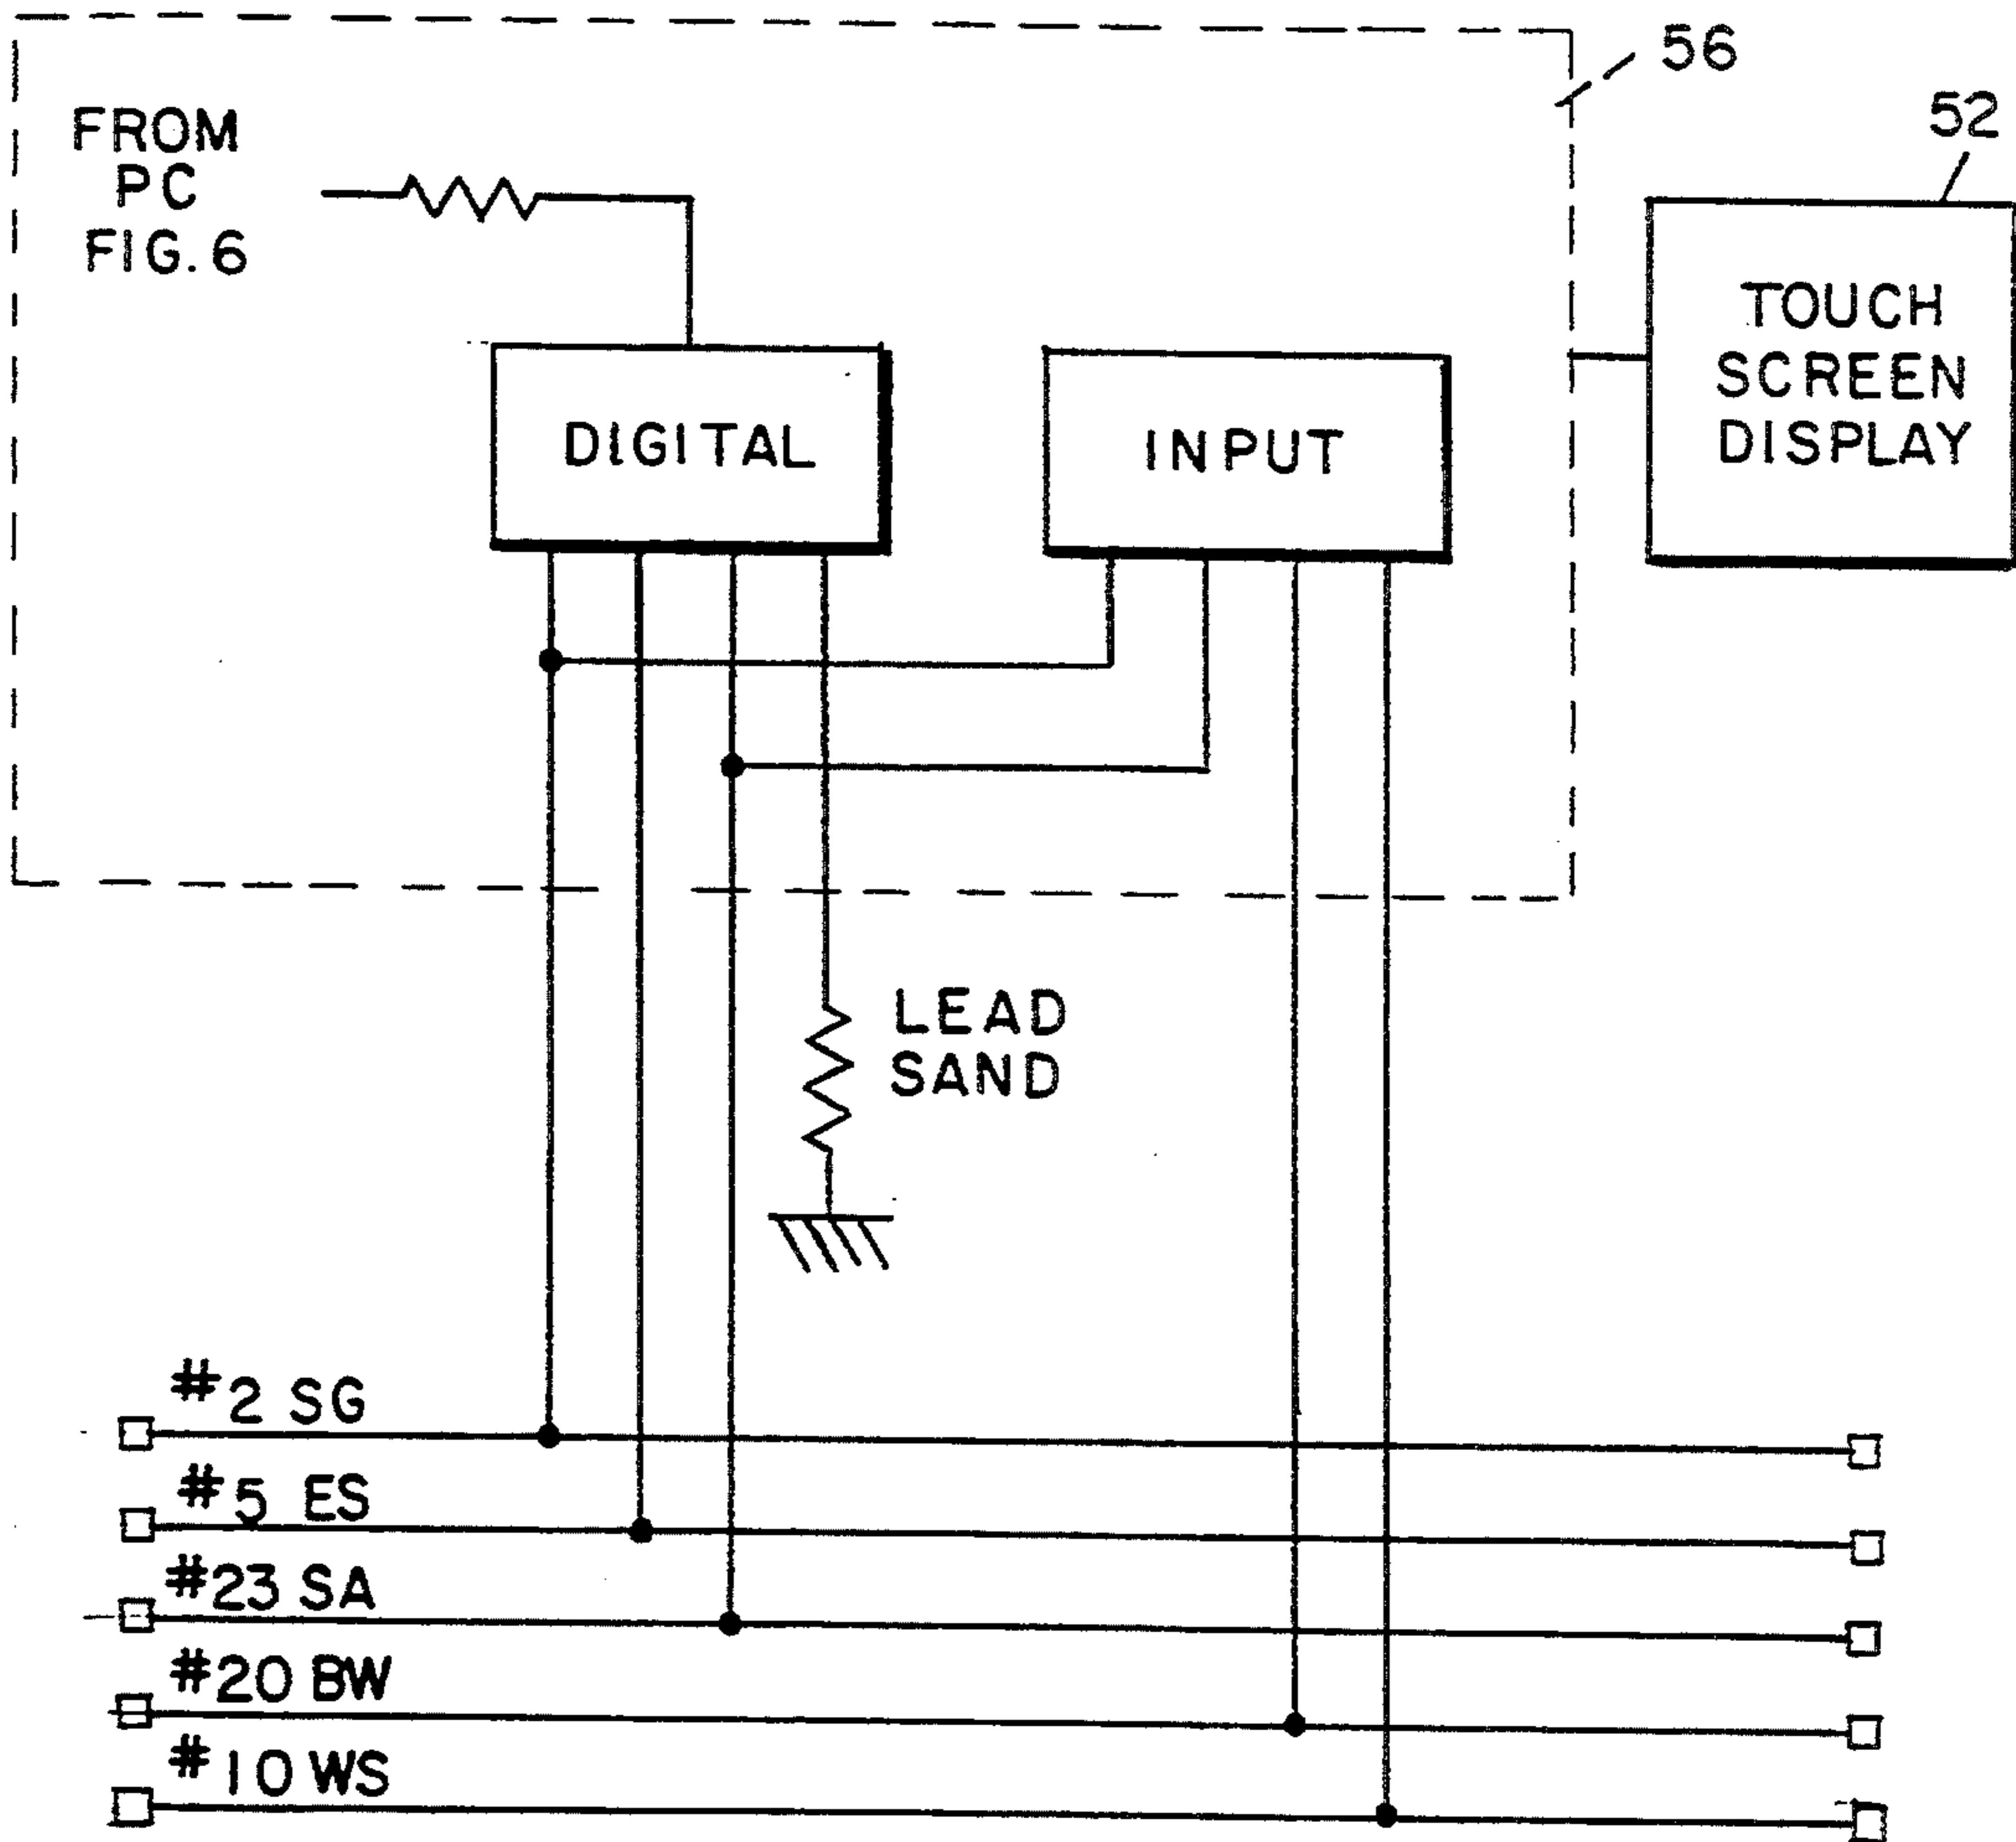 56
52
FROM
PC
FIG. 6
TOUCH
SCREEN
DISPLAY
DIGITAL
INPUT
LEAD
SAND
#2 SG
#5 ES
#23 SA
#20 BW
#10 WS